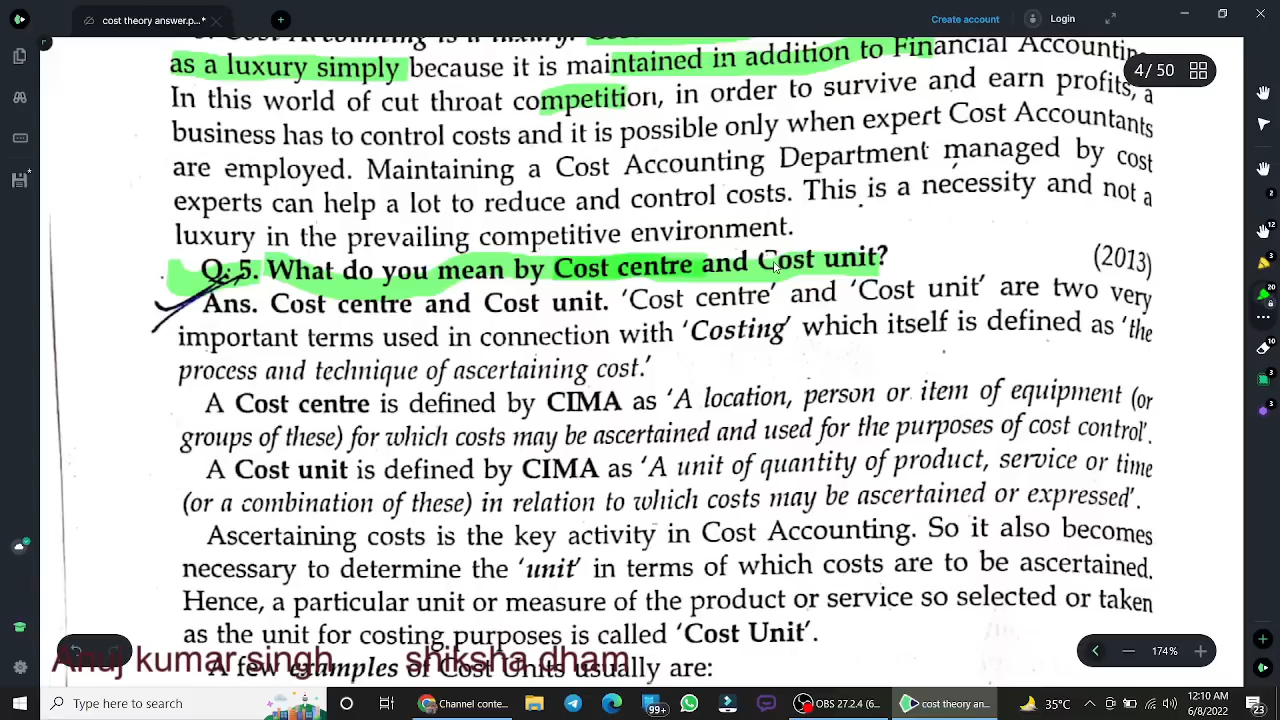 cost theory answer.p...
Create account
Login
as a luxury simply because it is maintained in addition to Financial Accounting
4/50
In this world of cut throat competition, in order to survive and earn profits, a
business has to control costs and it is possible only when expert Cost Accountants
are employed. Maintaining a Cost Accounting Department managed by cost
experts can help a lot to reduce and control costs. This is a necessity and not a
luxury in the prevailing competitive environment.
Q. 5. What do you mean by Cost centre and Cost unit? (2013)
Ans. Cost centre and Cost unit. 'Cost centre' and 'Cost unit' are two very
important terms used in connection with 'Costing' which itself is defined as 'the
process and technique of ascertaining cost.'
A Cost centre is defined by CIMA as 'A location, person or item of equipment (or
groups of these) for which costs may be ascertained and used for the purposes of cost control'.
A Cost unit is defined by CIMA as 'A unit of quantity of product, service or time
(or a combination of these) in relation to which costs may be ascertained or expressed'.
Ascertaining costs is the key activity in Cost Accounting. So it also becomes
necessary to determine the 'unit' in terms of which costs are to be ascertained.
Hence, a particular unit or measure of the product or service so selected or taken
as the unit for costing purposes is called 'Cost Unit'.
A few examples of Cost Units usually are:
Anuj kumar singh shiksha dham
174%
Type here to search
Channel conte...
99+
OBS 27.2.4 (6...
cost theory an...
35°C
12:10 AM
6/8/2022
2
12
3
20
10
3
3